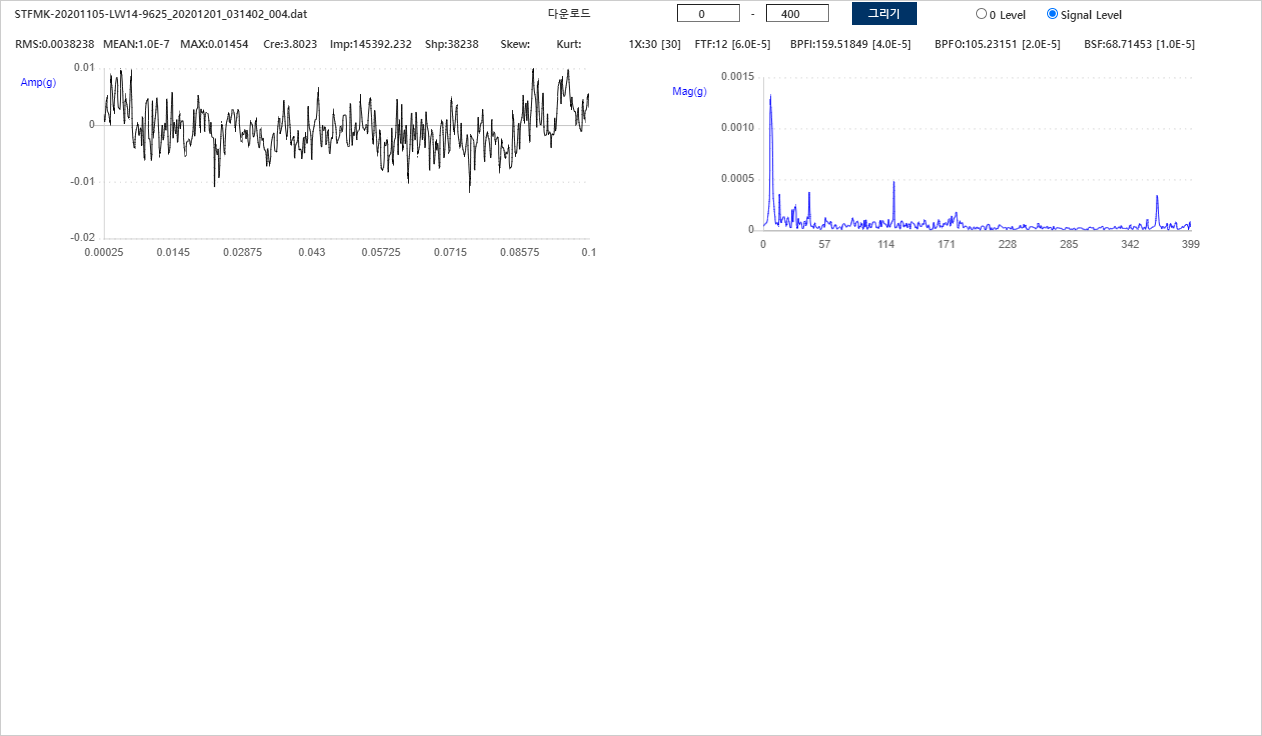 STFMK-20201105-LW14-9625_20201201_031402_004.dat 다운로드 0 - 400 그리기 0 Level Signal Level
RMS:0.0038238 MEAN:1.0E-7 MAX:0.01454 Cre:3.8023 Imp:145392.232 Shp:38238 Skew: Kurt: 1X:30 [30] FTF:12 [6.0E-5] BPFI:159.51849 [4.0E-5] BPFO:105.23151 [2.0E-5] BSF:68.71453 [1.0E-5]
Amp(g)
0.01
0
-0.01
-0.02
0.00025 0.0145 0.02875 0.043 0.05725 0.0715 0.08575 0.1
Mag(g)
0.0015
0.0010
0.0005
0
0 57 114 171 228 285 342 399